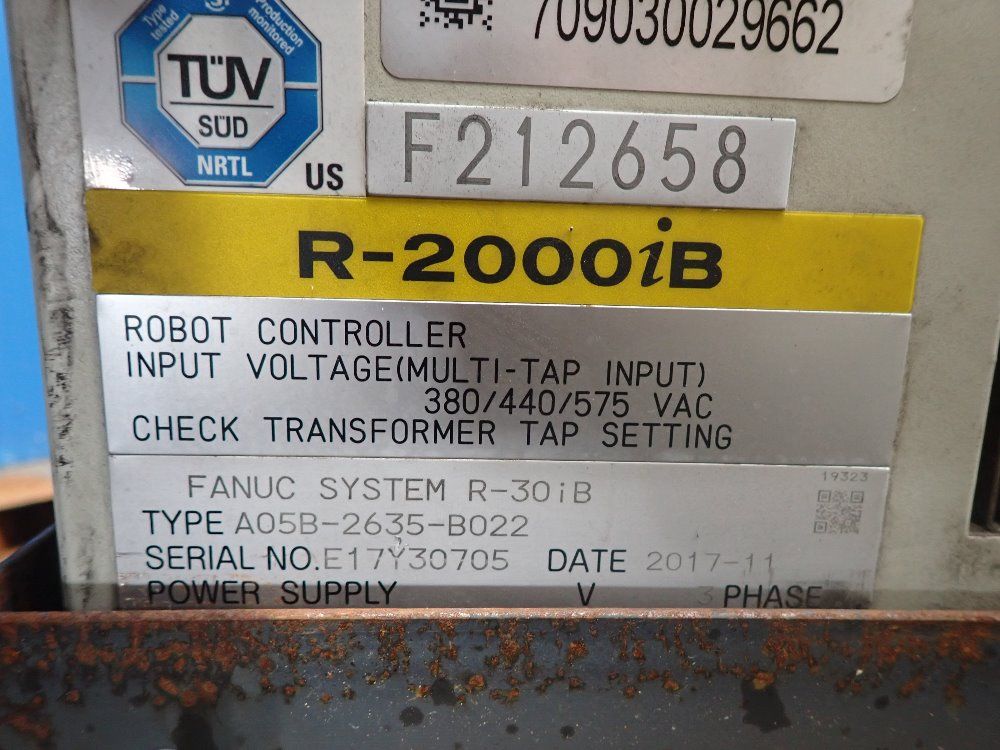 Type
tested
Production
monitored
TÜV
SÜD
NRTL
US
709030029662
F212658
R-2000iB
ROBOT CONTROLLER
INPUT VOLTAGE(MULTI-TAP INPUT)
380/440/575 VAC
CHECK TRANSFORMER TAP SETTING
19323
FANUC SYSTEM R-30iB
TYPE A05B-2635-B022
SERIAL NO. E17Y30705 DATE 2017-11
POWER SUPPLY V 3 PHASE